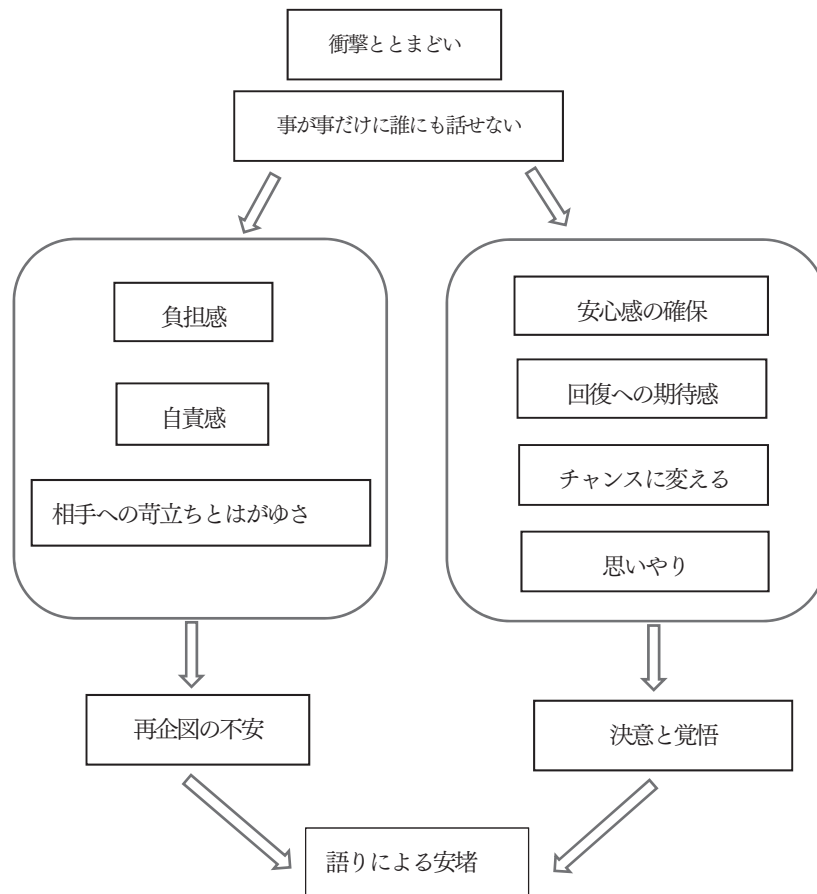 衝撃ととまどい
事が事だけに誰にも話せない
負担感
自責感
相手への苛立ちとはがゆさ
安心感の確保
回復への期待感
チャンスに変える
思いやり
再企図の不安
決意と覚悟
語りによる安堵